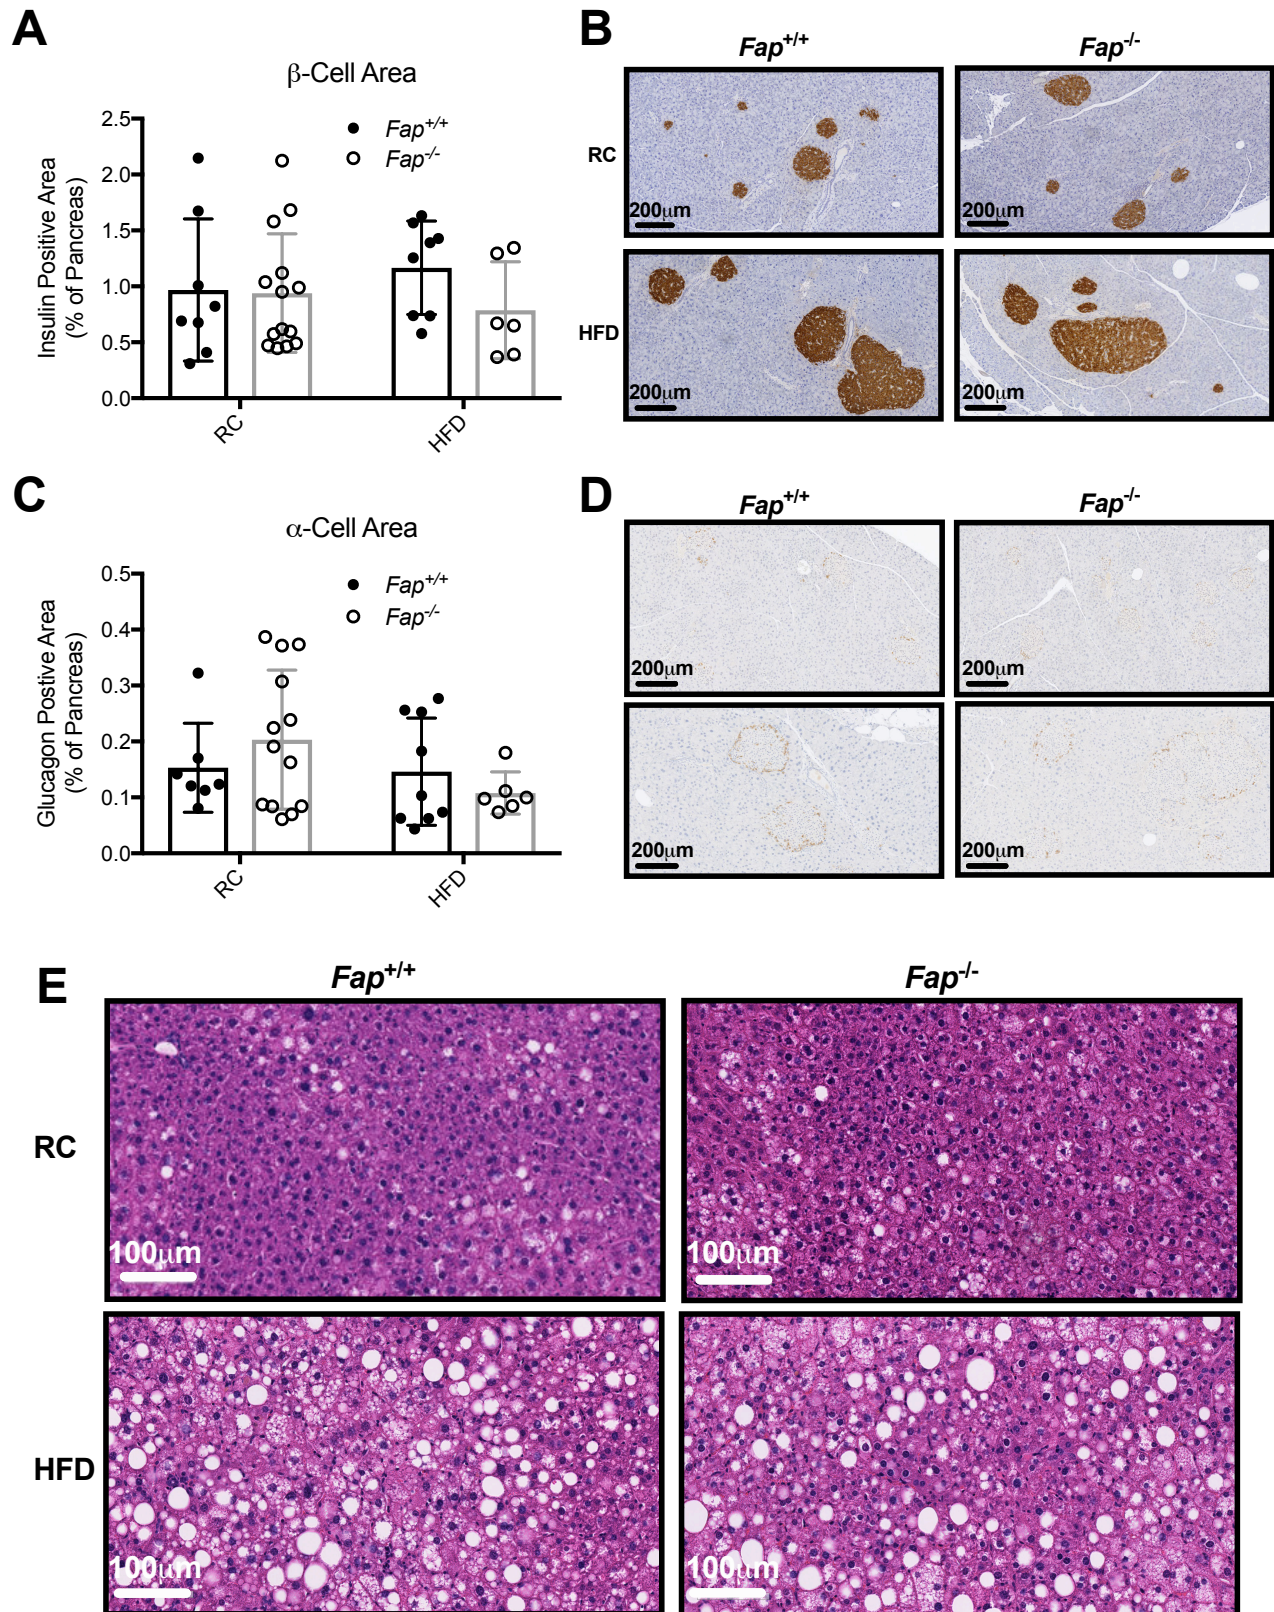 A
β-Cell Area
Insulin Positive Area
(% of Pancreas)
2.5
2.0
1.5
1.0
0.5
0.0
Fap+/+
Fap-/-
RC
HFD
B
Fap+/+
Fap-/-
RC
200μm
200μm
HFD
200μm
200μm
C
α-Cell Area
Glucagon Postive Area
(% of Pancreas)
0.5
0.4
0.3
0.2
0.1
0.0
Fap+/+
Fap-/-
RC
HFD
D
Fap+/+
Fap-/-
200μm
200μm
200μm
200μm
E
Fap+/+
Fap-/-
RC
100μm
100μm
HFD
100μm
100μm